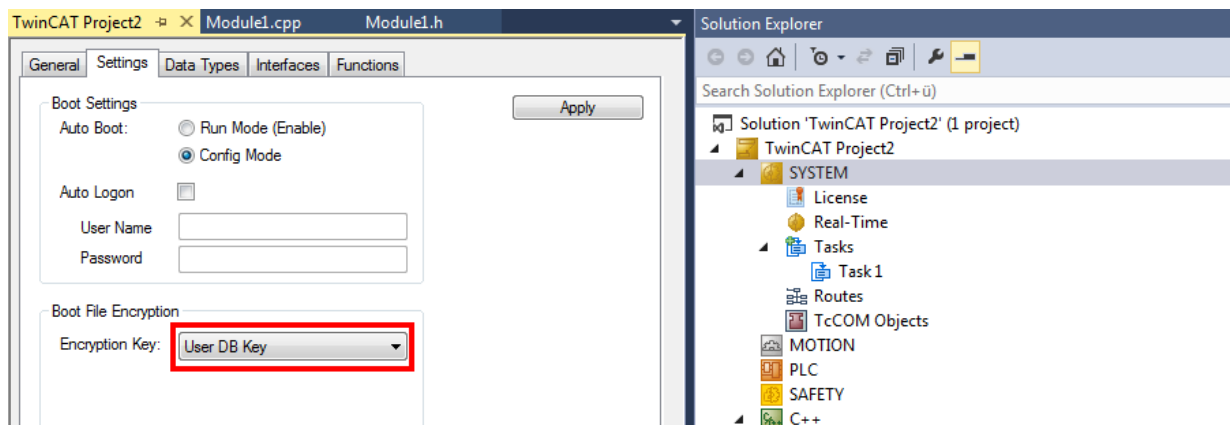 TwinCAT Project2
Module1.cpp
Module1.h
General
Settings
Data Types
Interfaces
Functions
Boot Settings
Auto Boot:
Run Mode (Enable)
Config Mode
Apply
Auto Logon
User Name
Password
Boot File Encryption
Encryption Key:
User DB Key
Solution Explorer
Search Solution Explorer (Ctrl+ü)
Solution 'TwinCAT Project2' (1 project)
TwinCAT Project2
SYSTEM
License
Real-Time
Tasks
Task 1
Routes
TcCOM Objects
MOTION
PLC
SAFETY
C++